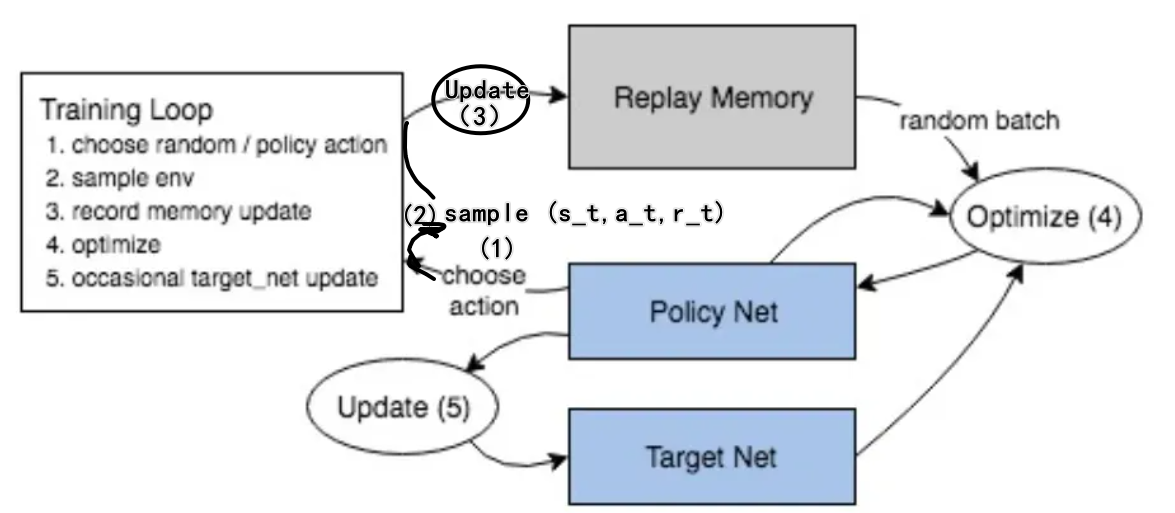 Training Loop
1. choose random / policy action
2. sample env
3. record memory update
4. optimize
5. occasional target_net update
Update
(3)
Replay Memory
random batch
(2) sample (s_t,a_t,r_t)
(1)
choose
action
Optimize (4)
Policy Net
Update (5)
Target Net